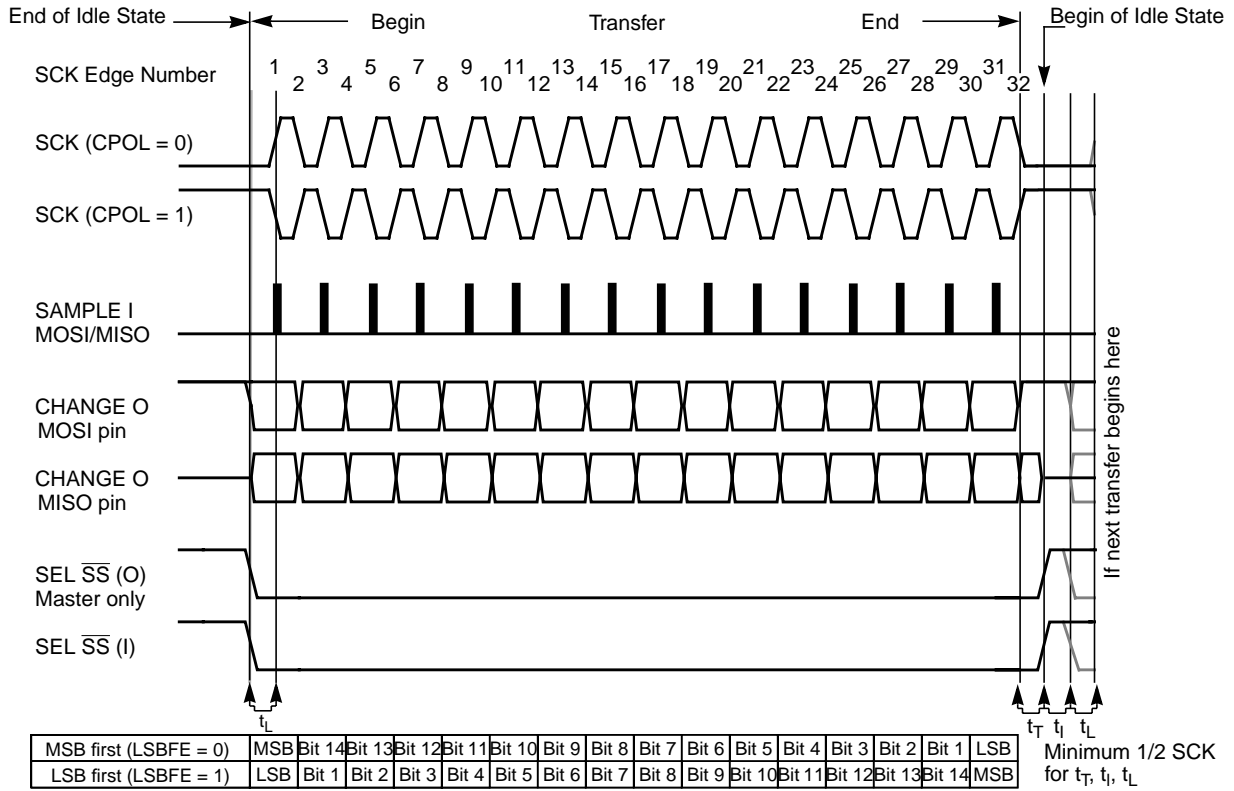 End of Idle State
Begin
Transfer
End
Begin of Idle State
SCK Edge Number
1 3 5 7 9 11 13 15 17 19 21 23 25 27 29 31
2 4 6 8 10 12 14 16 18 20 22 24 26 28 30 32
SCK (CPOL = 0)
SCK (CPOL = 1)
SAMPLE I
MOSI/MISO
CHANGE O
MOSI pin
CHANGE O
MISO pin
SEL SS (O)
Master only
SEL SS (I)
If next transfer begins here
tL
tT tI tL
MSB first (LSBFE = 0) MSB Bit 14 Bit 13 Bit 12 Bit 11 Bit 10 Bit 9 Bit 8 Bit 7 Bit 6 Bit 5 Bit 4 Bit 3 Bit 2 Bit 1 LSB
LSB first (LSBFE = 1) LSB Bit 1 Bit 2 Bit 3 Bit 4 Bit 5 Bit 6 Bit 7 Bit 8 Bit 9 Bit 10 Bit 11 Bit 12 Bit 13 Bit 14 MSB
Minimum 1/2 SCK
for tT, tI, tL